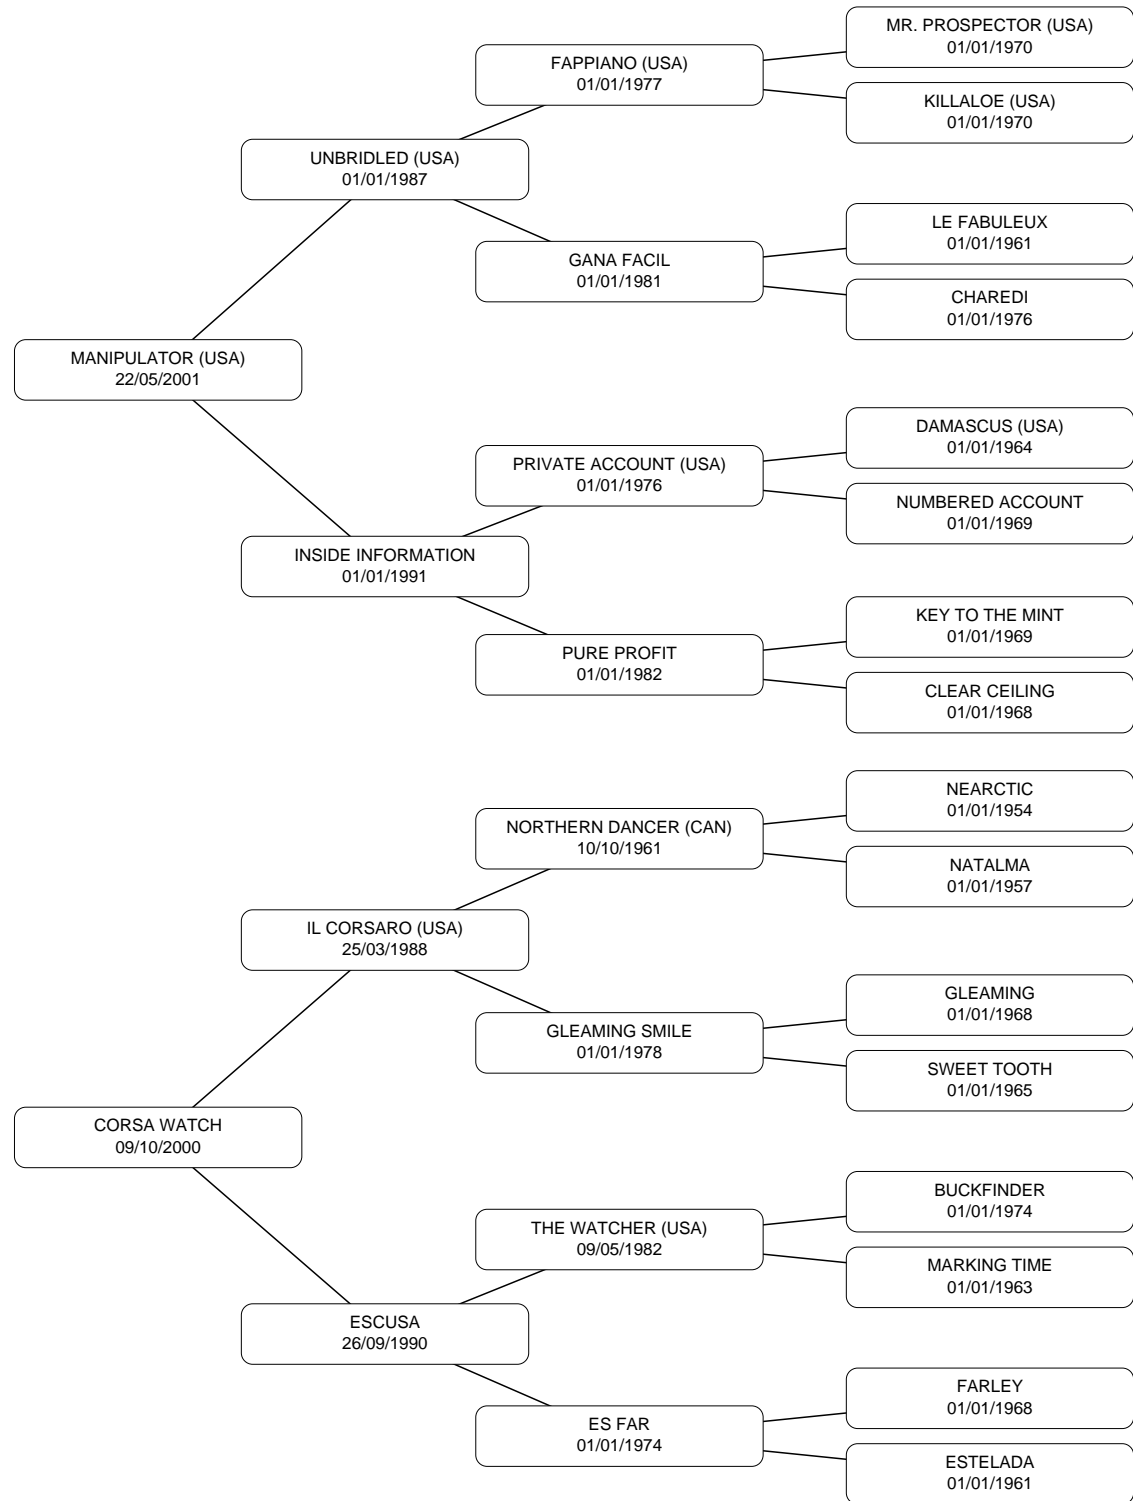 MR. PROSPECTOR (USA)
01/01/1970
FAPPIANO (USA)
01/01/1977
KILLALOE (USA)
01/01/1970
UNBRIDLED (USA)
01/01/1987
LE FABULEUX
01/01/1961
GANA FACIL
01/01/1981
CHAREDI
01/01/1976
MANIPULATOR (USA)
22/05/2001
DAMASCUS (USA)
01/01/1964
PRIVATE ACCOUNT (USA)
01/01/1976
NUMBERED ACCOUNT
01/01/1969
INSIDE INFORMATION
01/01/1991
KEY TO THE MINT
01/01/1969
PURE PROFIT
01/01/1982
CLEAR CEILING
01/01/1968
NEARCTIC
01/01/1954
NORTHERN DANCER (CAN)
10/10/1961
NATALMA
01/01/1957
IL CORSARO (USA)
25/03/1988
GLEAMING
01/01/1968
GLEAMING SMILE
01/01/1978
SWEET TOOTH
01/01/1965
CORSA WATCH
09/10/2000
BUCKFINDER
01/01/1974
THE WATCHER (USA)
09/05/1982
MARKING TIME
01/01/1963
ESCUSA
26/09/1990
FARLEY
01/01/1968
ES FAR
01/01/1974
ESTELADA
01/01/1961